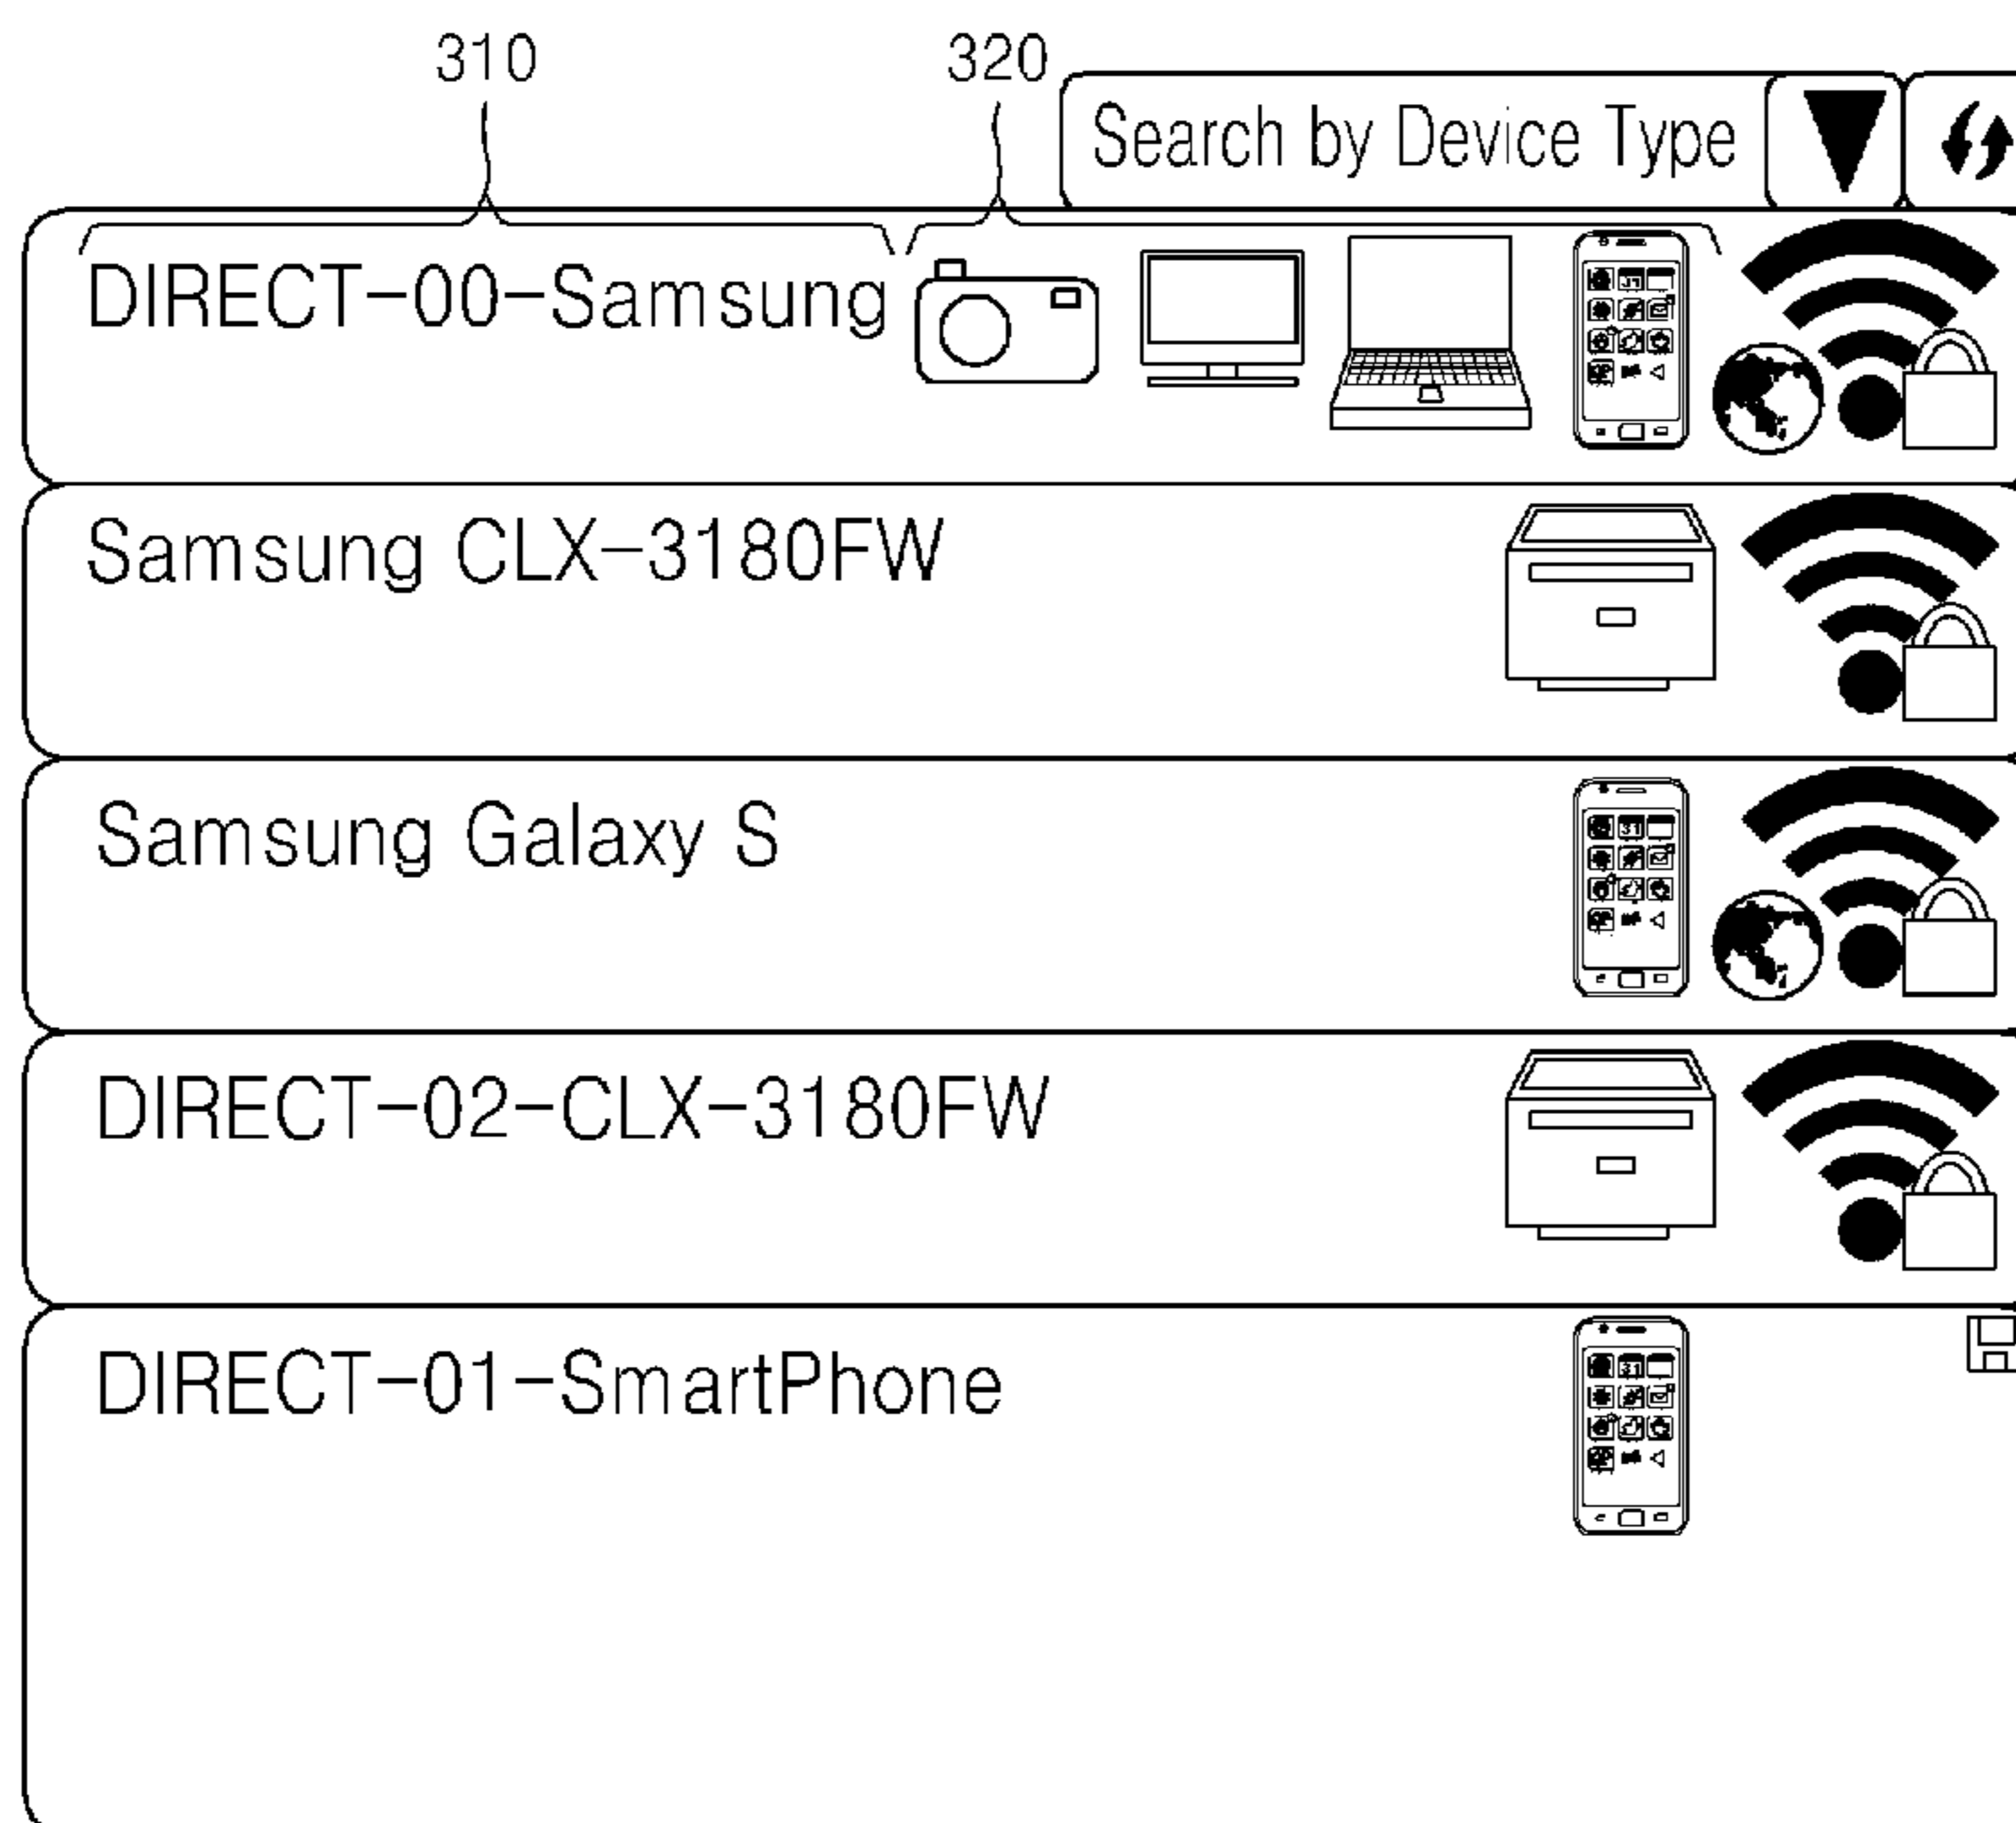 310 320
Search by Device Type
DIRECT-00-Samsung
Samsung CLX-3180FW
Samsung Galaxy S
DIRECT-02-CLX-3180FW
DIRECT-01-SmartPhone